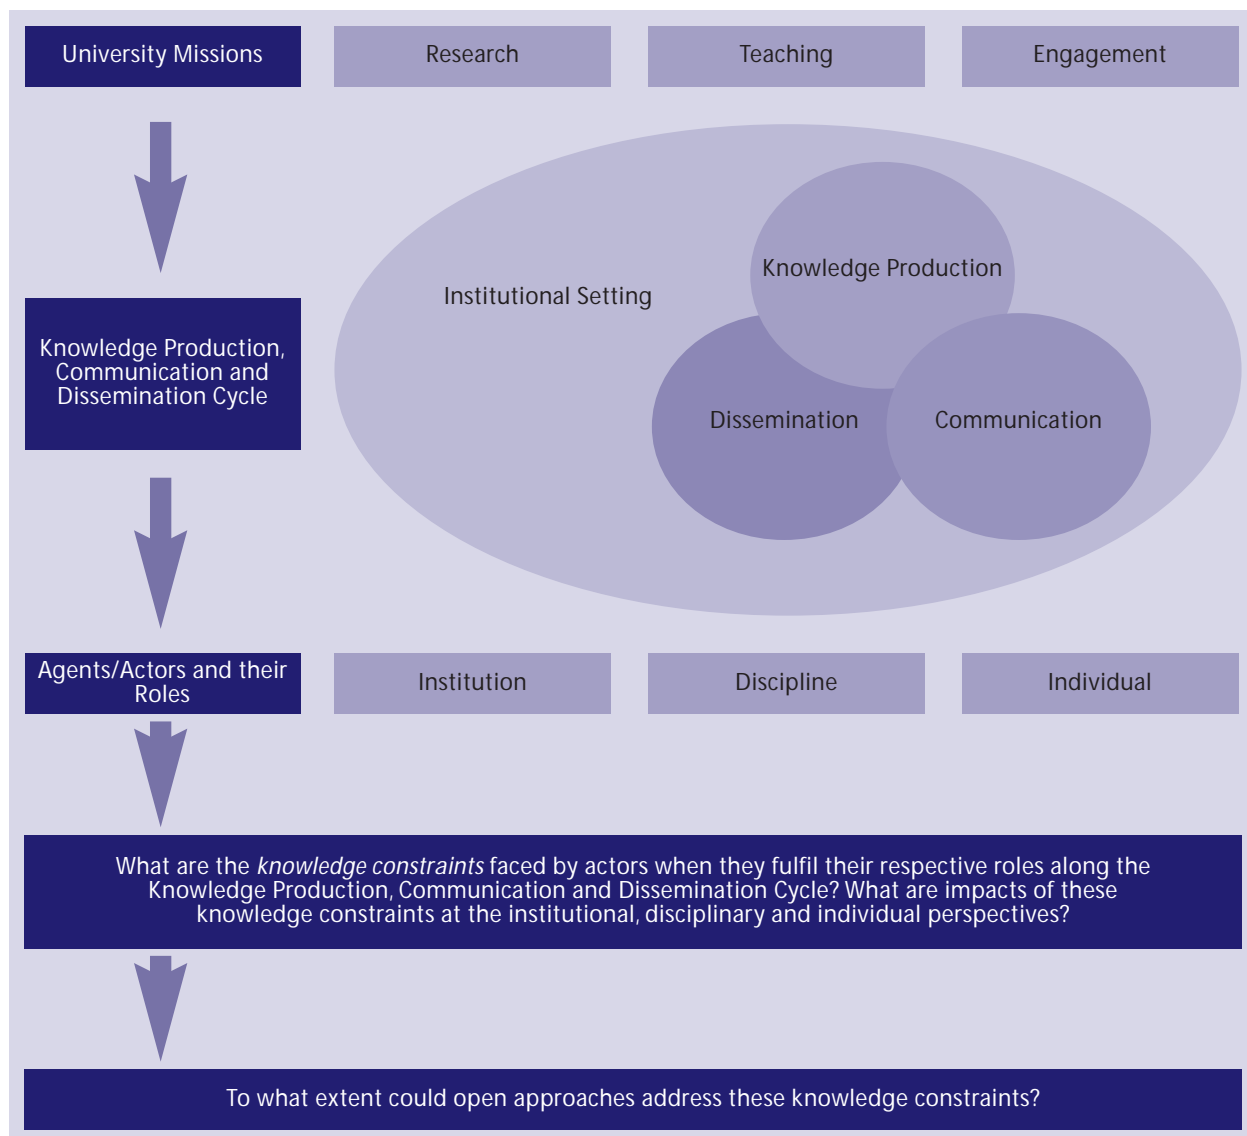 University Missions
Research
Teaching
Engagement
Knowledge Production
Institutional Setting
Knowledge Production,
Communication and
Dissemination Cycle
Dissemination
Communication
Agents/Actors and their
Roles
Institution
Discipline
Individual
What are the knowledge constraints faced by actors when they fulfil their respective roles along the
Knowledge Production, Communication and Dissemination Cycle? What are impacts of these
knowledge constraints at the institutional, disciplinary and individual perspectives?
To what extent could open approaches address these knowledge constraints?